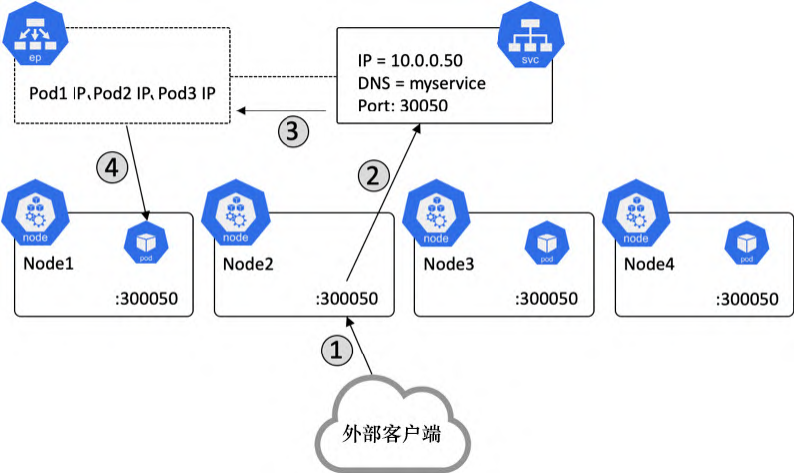 ep
Pod1 IP、Pod2 IP、Pod3 IP
svc
IP = 10.0.0.50
DNS = myservice
Port: 30050
3
4
2
node
pod
Node1
:300050
node
Node2
:300050
node
pod
Node3
:300050
node
pod
Node4
:300050
1
外部客户端